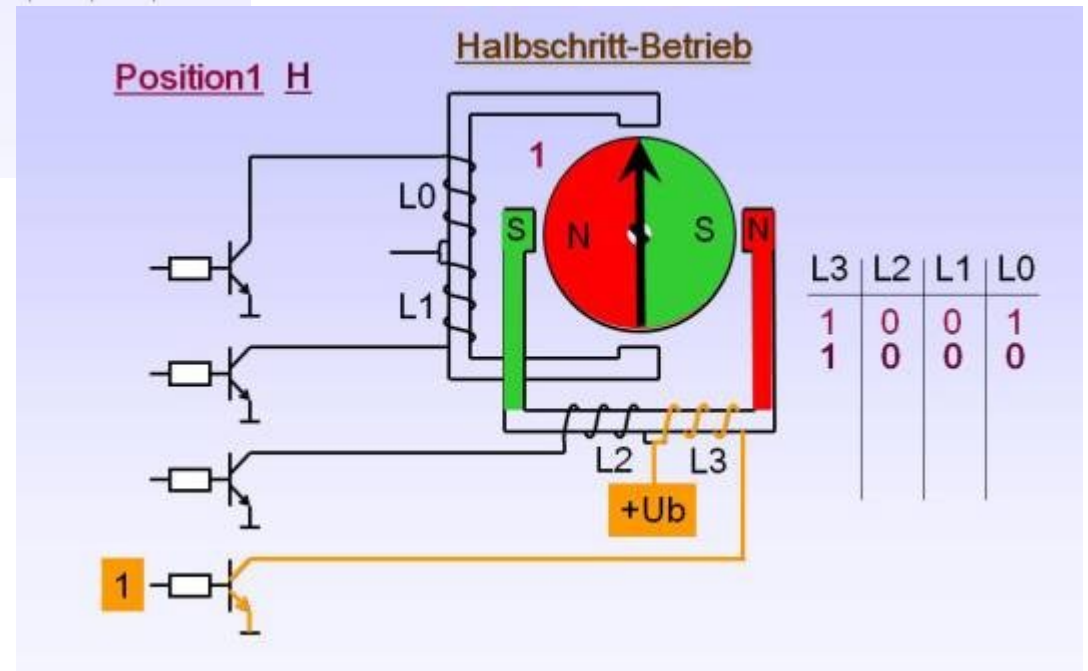 Halbschritt-Betrieb
Position1 H
1
L0
S N S N
L3 L2 L1 L0
L1
1 0 0 1
1 0 0 0
L2 L3
+Ub
1